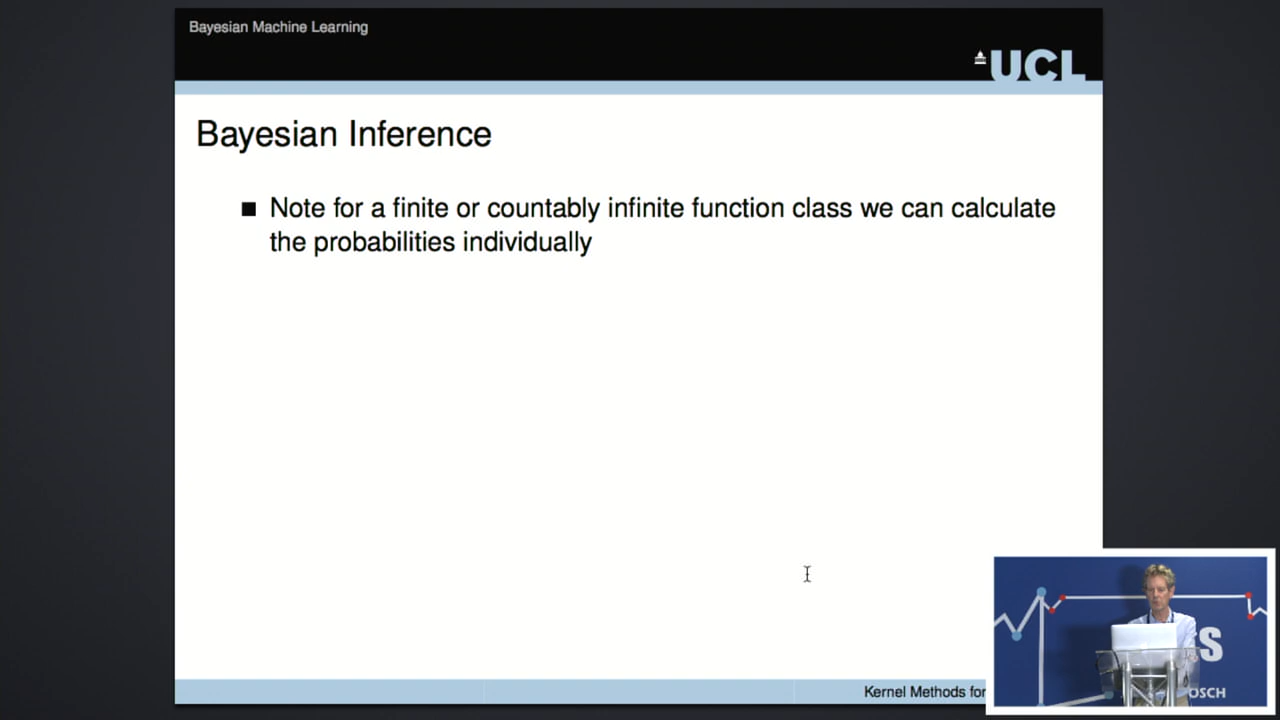 Bayesian Machine Learning
UCL
Bayesian Inference
Note for a finite or countably infinite function class we can calculate
the probabilities individually
Kernel Methods for
S
OSCH